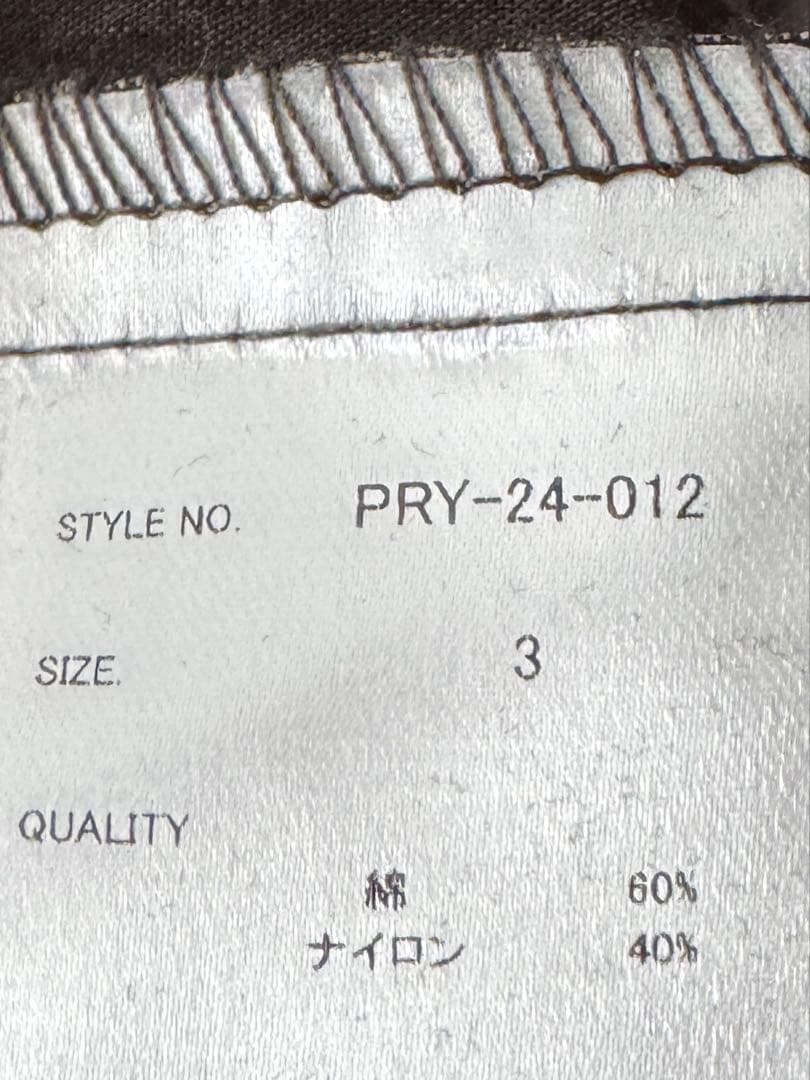 STYLE NO. PRY-24-012
SIZE. 3
QUALITY
綿 60%
ナイロン 40%